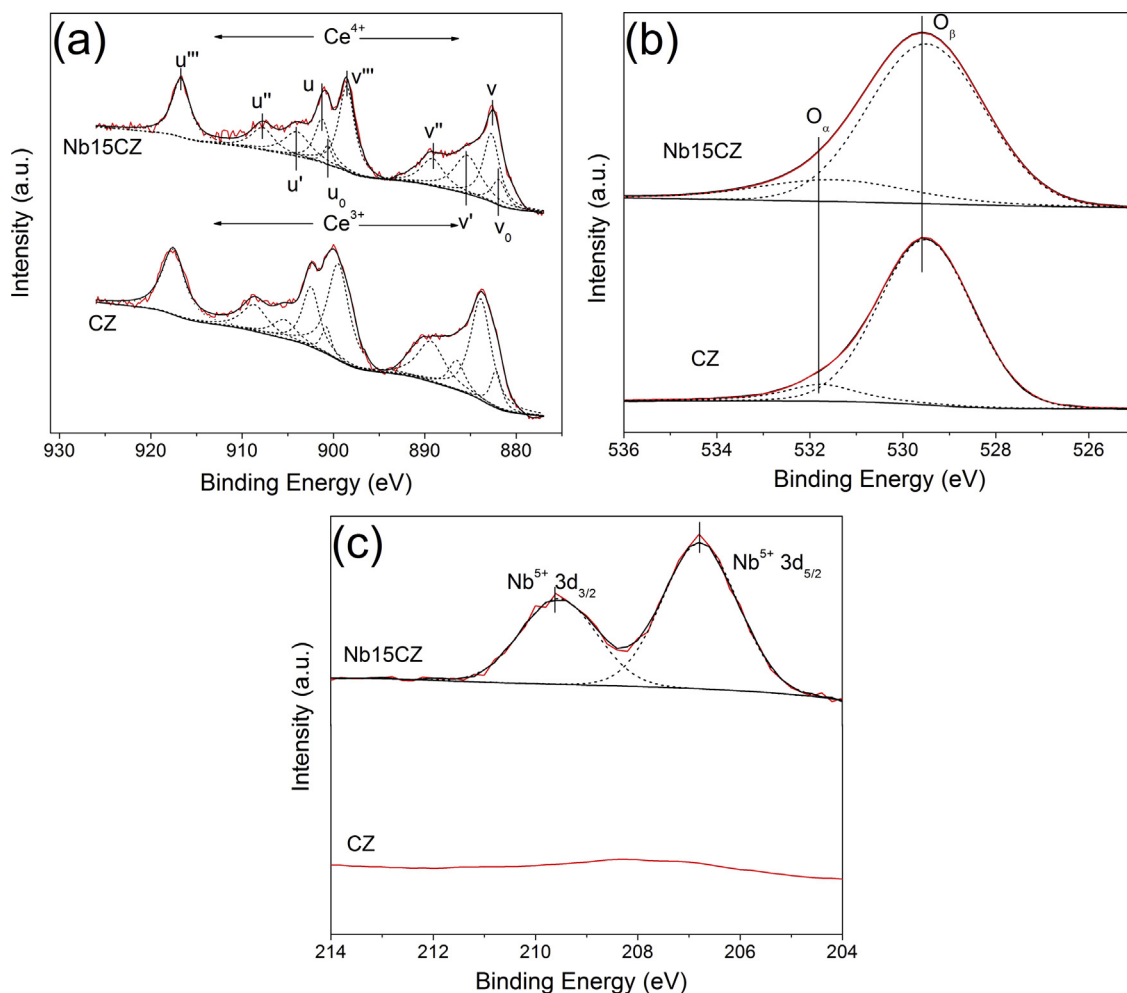 (a)
Ce⁴⁺
u'''
u''
u
v'''
v''
v
Nb15CZ
u'
u₀
v'
v₀
Ce³⁺
CZ
Intensity (a.u.)
930 920 910 900 890 880
Binding Energy (eV)
(b)
O_β
O_α
Nb15CZ
CZ
Intensity (a.u.)
536 534 532 530 528 526
Binding Energy (eV)
(c)
Nb⁵⁺ 3d₅/₂
Nb⁵⁺ 3d₃/₂
Nb15CZ
CZ
Intensity (a.u.)
214 212 210 208 206 204
Binding Energy (eV)